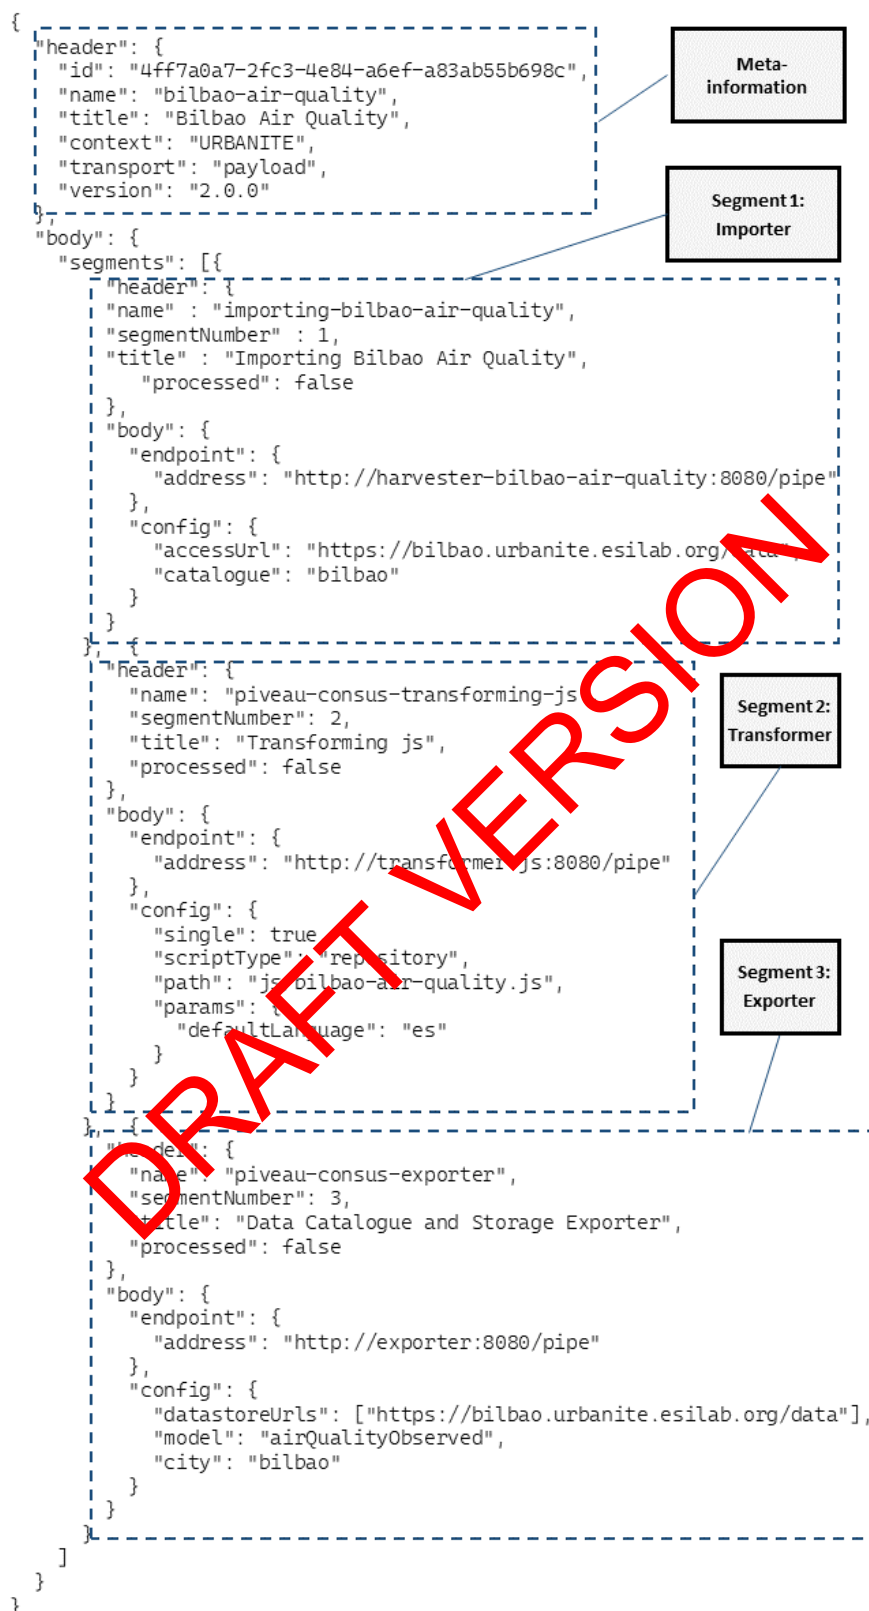 {
"header": {
"id": "4ff7a0a7-2fc3-4e84-a6ef-a83ab55b698c",
"name": "bilbao-air-quality",
"title": "Bilbao Air Quality",
"context": "URBANITE",
"transport": "payload",
"version": "2.0.0"
},
Meta-
information
"body": {
"segments": [{
Segment 1:
Importer
"header": {
"name" : "importing-bilbao-air-quality",
"segmentNumber" : 1,
"title" : "Importing Bilbao Air Quality",
"processed": false
},
"body": {
"endpoint": {
"address": "http://harvester-bilbao-air-quality:8080/pipe"
},
"config": {
"accessUrl": "https://bilbao.urbanite.esilab.org/data",
"catalogue": "bilbao"
}
}
}, {
"header": {
"name": "piveau-consus-transforming-js
"segmentNumber": 2,
"title": "Transforming js",
"processed": false
},
Segment 2:
Transformer
"body": {
"endpoint": {
"address": "http://transformer-js:8080/pipe"
},
"config": {
"single": true
"scriptType": "repository",
"path": "js/bilbao-air-quality.js",
"params": {
"defaultLanguage": "es"
}
}
}
Segment 3:
Exporter
}, {
"header": {
"name": "piveau-consus-exporter",
"segmentNumber": 3,
"title": "Data Catalogue and Storage Exporter",
"processed": false
},
"body": {
"endpoint": {
"address": "http://exporter:8080/pipe"
},
"config": {
"datastoreUrls": ["https://bilbao.urbanite.esilab.org/data"],
"model": "airQualityObserved",
"city": "bilbao"
}
}
}
]
}
}
DRAFT VERSION